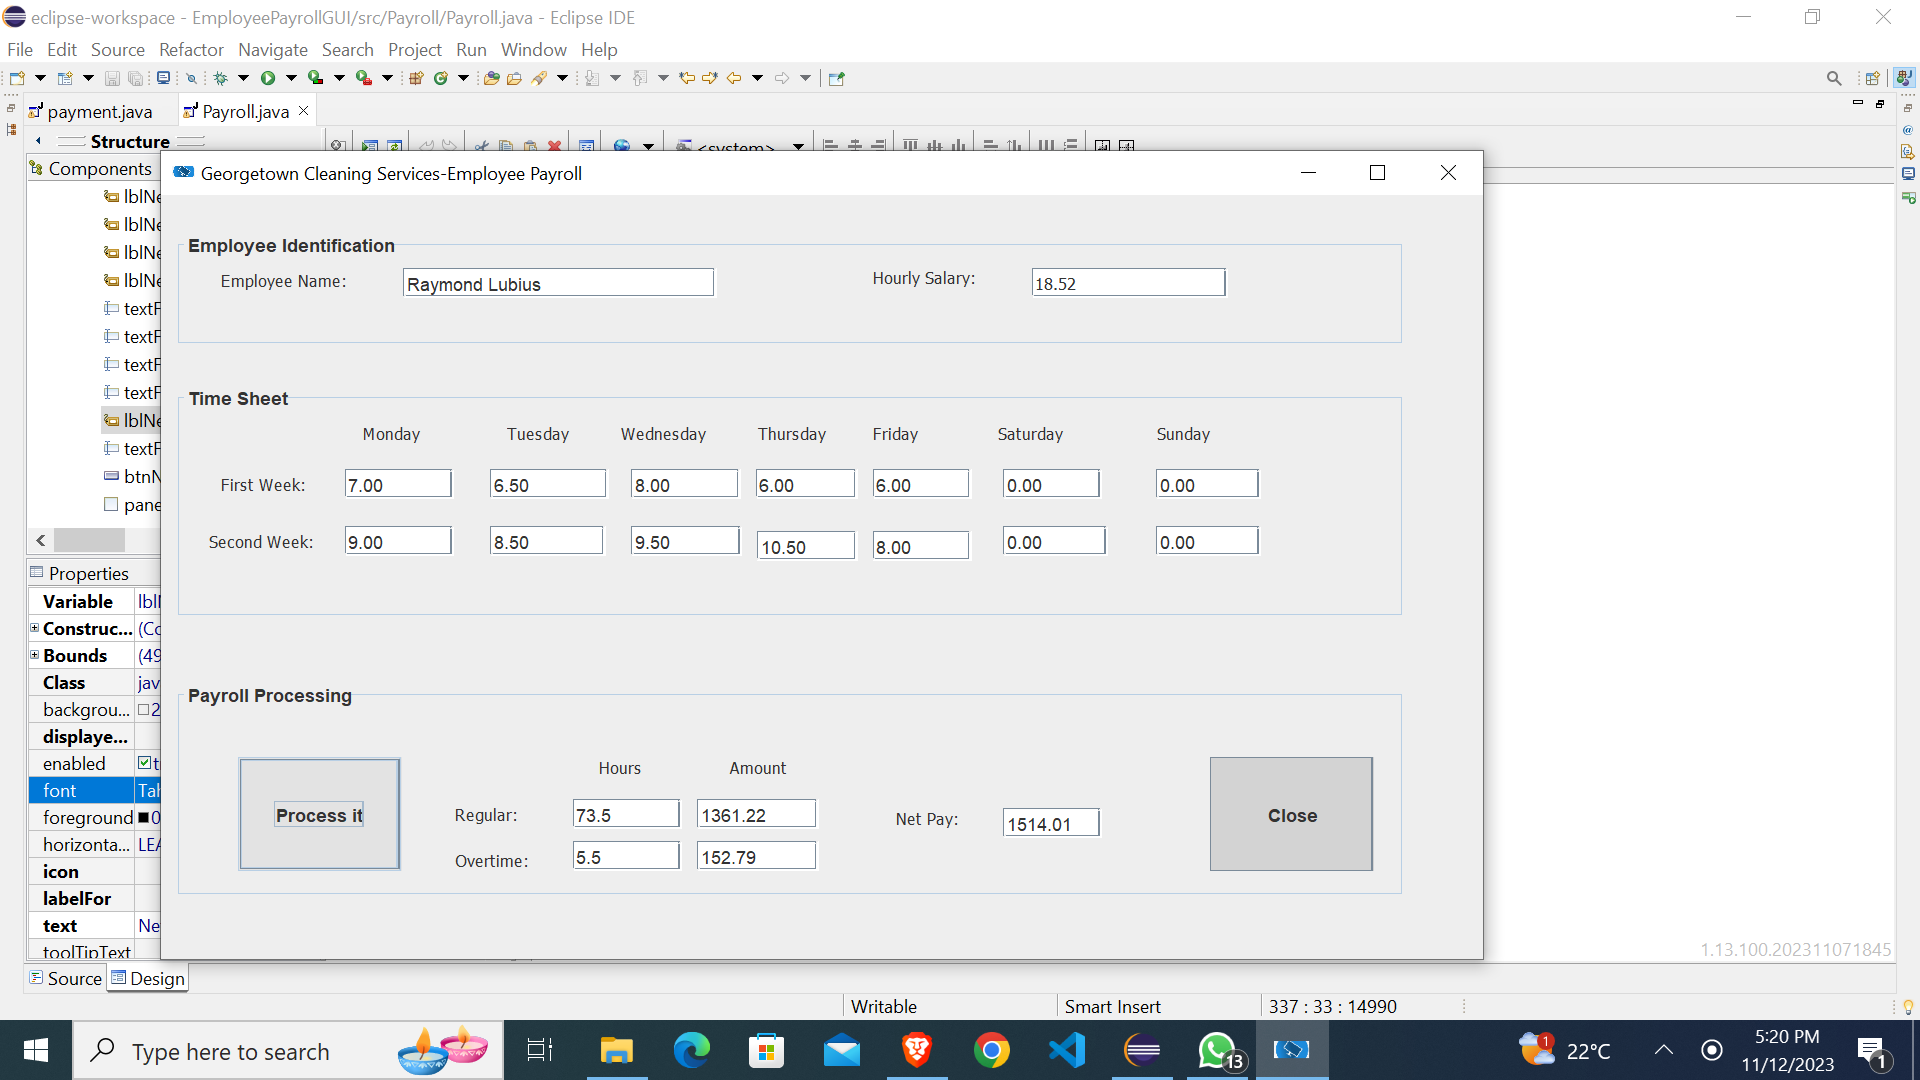 eclipse-workspace - EmployeePayrollGUI/src/Payroll/Payroll.java - Eclipse IDE
File Edit Source Refactor Navigate Search Project Run Window Help
payment.java Payroll.java
Structure
<system>
Components
Georgetown Cleaning Services-Employee Payroll
lblNe
lblNe
lblNe
lblNe
textF
textF
textF
textF
lblNe
textF
btnN
pane
Employee Identification
Employee Name: Raymond Lubius Hourly Salary: 18.52
Time Sheet
Monday Tuesday Wednesday Thursday Friday Saturday Sunday
First Week: 7.00 6.50 8.00 6.00 6.00 0.00 0.00
Second Week: 9.00 8.50 9.50 10.50 8.00 0.00 0.00
Properties
Variable lblN
Construc... (Co
Bounds (49
Class jav
backgrou... 2
displaye...
enabled t
font Tah
foreground 0
horizonta... LEA
icon
labelFor
text Ne
toolTipText
Payroll Processing
Hours Amount
Process it
Regular: 73.5 1361.22
Net Pay: 1514.01
Overtime: 5.5 152.79
Close
1.13.100.202311071845
Source Design
Writable Smart Insert 337 : 33 : 14990
Type here to search
13
1
22°C
5:20 PM
11/12/2023
1